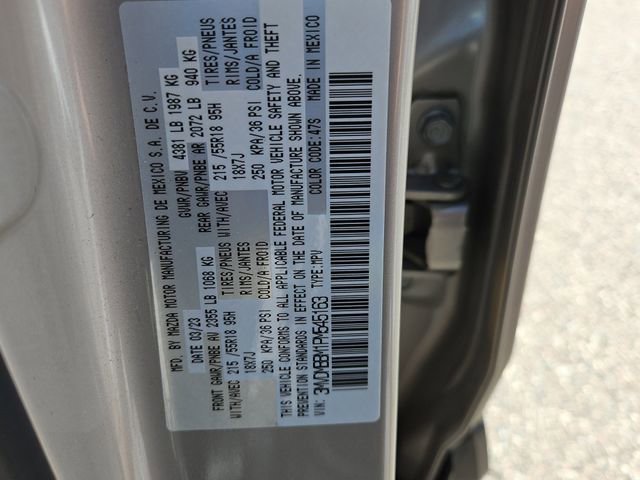 MFD. BY MAZDA MOTOR MANUFACTURING DE MEXICO S.A. DE C.V.
DATE 03/23 GVWR/PNBV 4381 LB 1987 KG
FRONT GAWR/PNBE AV 2355 LB 1068 KG REAR GAWR/PNBE AR 2072 LB 940 KG
TIRES/PNEUS TIRES/PNEUS
WITH/AVEC 215 /55R18 95H WITH/AVEC 215 /55R18 95H
RIMS/JANTES RIMS/JANTES
18X7J 18X7J
COLD/A FROID COLD/A FROID
250 KPA/36 PSI 250 KPA/36 PSI
THIS VEHICLE CONFORMS TO ALL APPLICABLE FEDERAL MOTOR VEHICLE SAFETY AND THEFT
PREVENTION STANDARDS IN EFFECT ON THE DATE OF MANUFACTURE SHOWN ABOVE.
VIN: TYPE:MPV COLOR CODE:47S MADE IN MEXICO